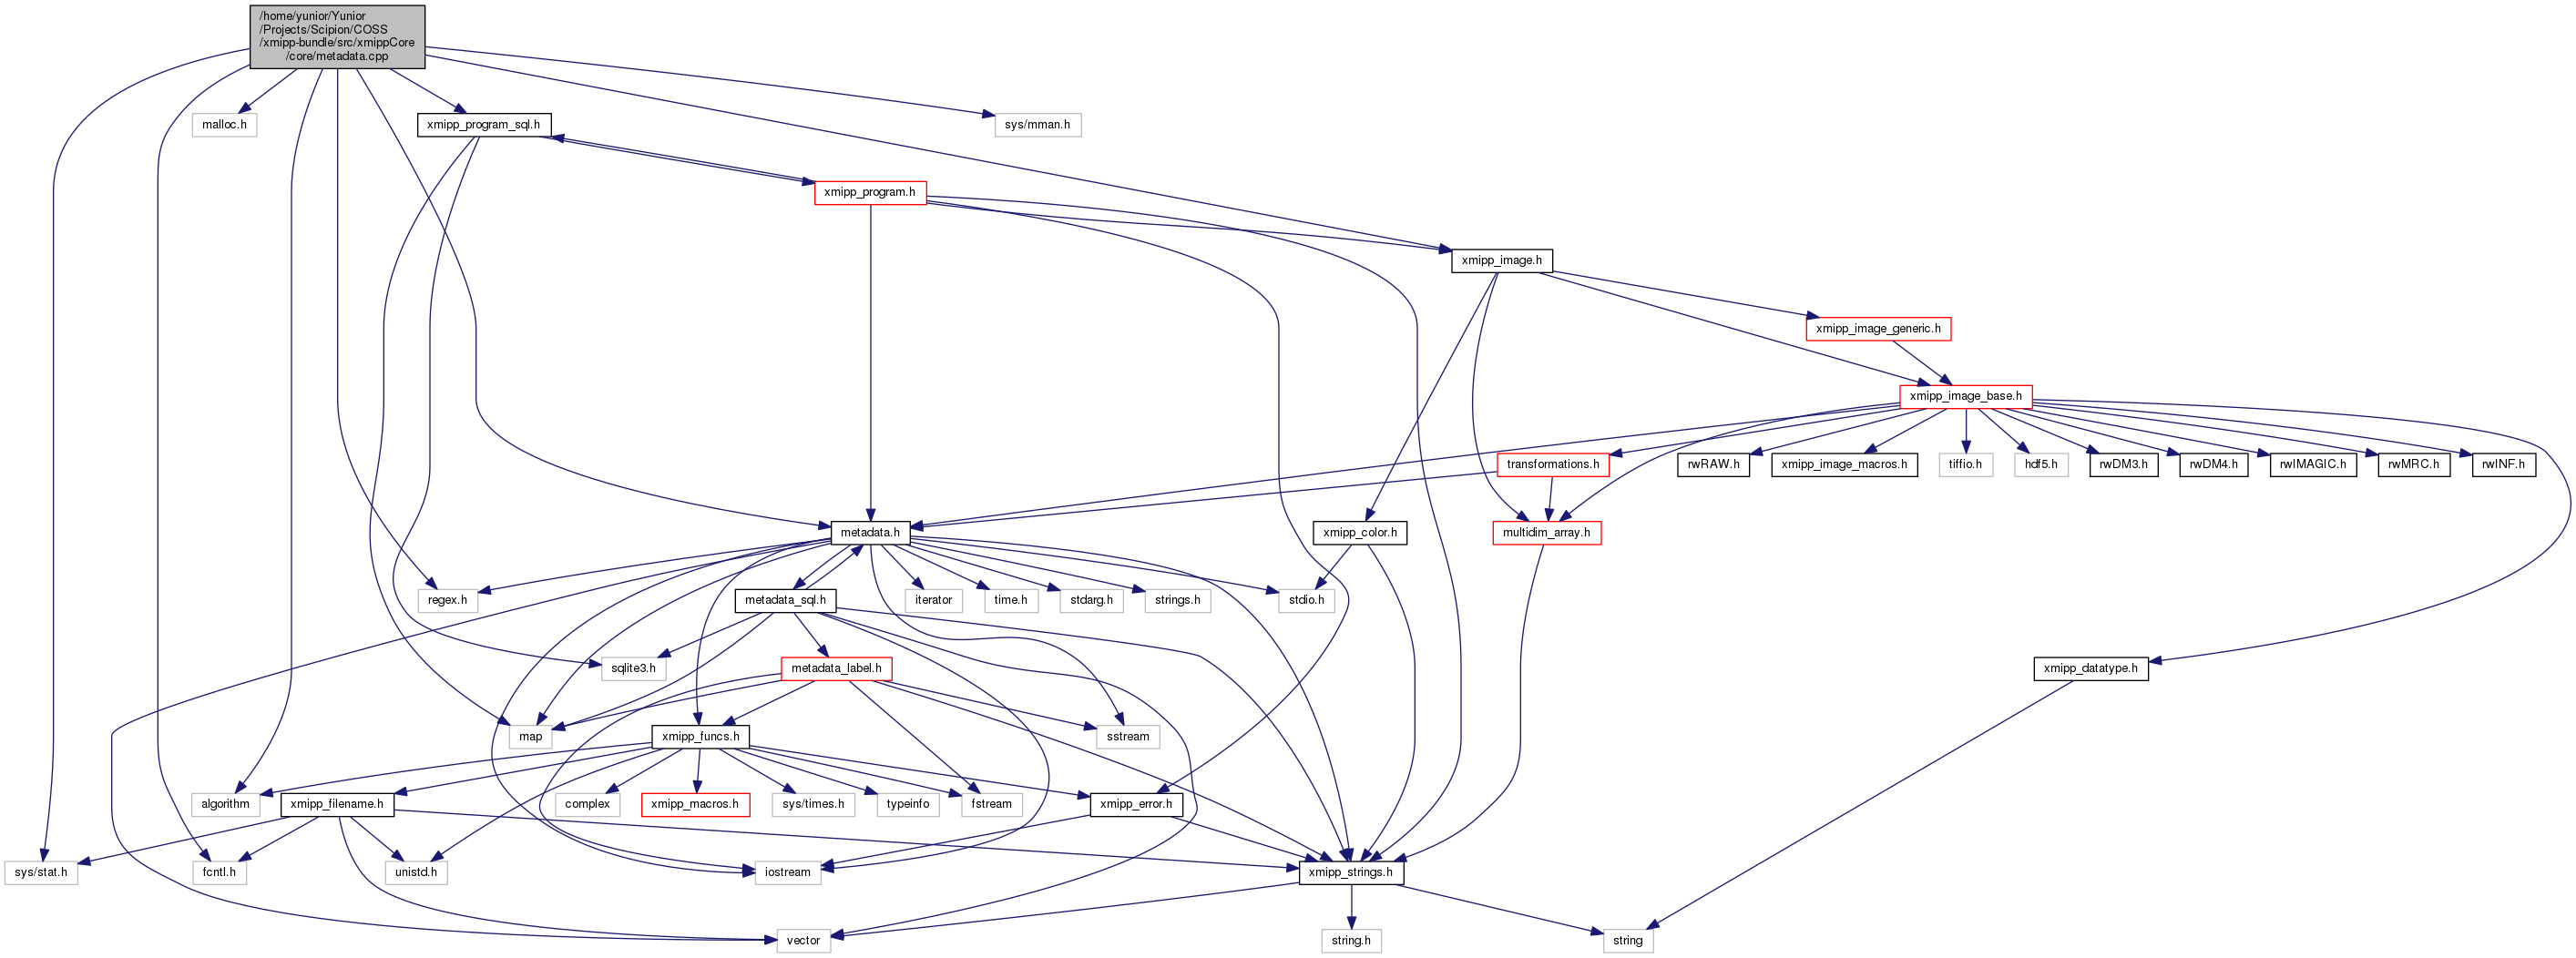 /home/yunior/Yunior
/Projects/Scipion/COSS
/xmipp-bundle/src/xmippCore
/core/metadata.cpp
malloc.h
xmipp_program_sql.h
sys/mman.h
xmipp_program.h
xmipp_image.h
xmipp_image_generic.h
xmipp_image_base.h
transformations.h
rwRAW.h
xmipp_image_macros.h
tiffio.h
hdf5.h
rwDM3.h
rwDM4.h
rwIMAGIC.h
rwMRC.h
rwINF.h
metadata.h
xmipp_color.h
multidim_array.h
regex.h
metadata_sql.h
iterator
time.h
stdarg.h
strings.h
stdio.h
sqlite3.h
metadata_label.h
xmipp_datatype.h
map
xmipp_funcs.h
sstream
algorithm
xmipp_filename.h
complex
xmipp_macros.h
sys/times.h
typeinfo
fstream
xmipp_error.h
sys/stat.h
fcntl.h
unistd.h
iostream
xmipp_strings.h
vector
string.h
string